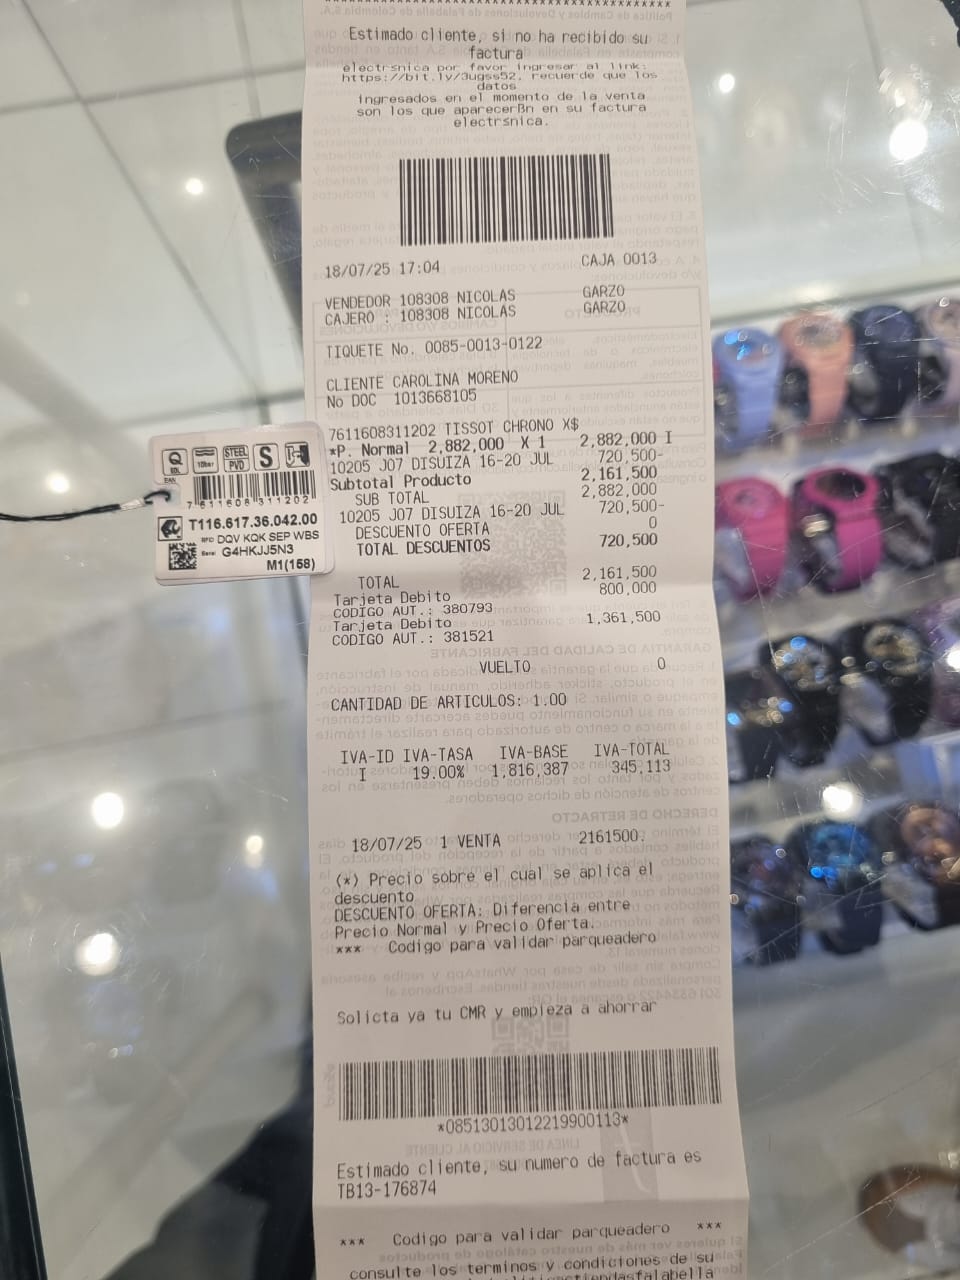 Estimado cliente, si no ha recibido su
factura
electrsnica por favor ingresar al link:
https://bit.ly/3ugss52, recuerde que los
datos
ingresados en el momento de la venta
son los que aparecerßn en su factura
electrsnica.
18/07/25 17:04 CAJA 0013
VENDEDOR 108308 NICOLAS GARZO
CAJERO : 108308 NICOLAS GARZO
TIQUETE No. 0085-0013-0122
CLIENTE CAROLINA MORENO
No DOC 1013668105
7611608311202 TISSOT CHRONO X$
*P. Normal 2,882,000 X 1 2,882,000 I
10205 J07 DISUIZA 16-20 JUL 720,500-
Subtotal Producto 2,161,500
SUB TOTAL 2,882,000
10205 J07 DISUIZA 16-20 JUL 720,500-
DESCUENTO OFERTA 0
TOTAL DESCUENTOS 720,500
TOTAL 2,161,500
Tarjeta Debito 800,000
CODIGO AUT.: 380793
Tarjeta Debito 1,361,500
CODIGO AUT.: 381521
VUELTO 0
CANTIDAD DE ARTICULOS: 1.00
IVA-ID IVA-TASA IVA-BASE IVA-TOTAL
I 19.00% 1,816,387 345,113
18/07/25 1 VENTA 2161500.
(*) Precio sobre el cual se aplica el
descuento
DESCUENTO OFERTA: Diferencia entre
Precio Normal y Precio Oferta.
*** Codigo para validar parqueadero
Solicta ya tu CMR y empieza a ahorrar
*08513013012219900113*
Estimado cliente, su numero de factura es
TB13-176874
*** Codigo para validar parqueadero ***
consulte los terminos y condiciones de su
Q
SDL
10bar
STEEL
PVD
S
EAN
7 611608 311202
T116.617.36.042.00
RFC DQV KQK SEP WBS
Serial G4HKJJ5N3
M1(158)